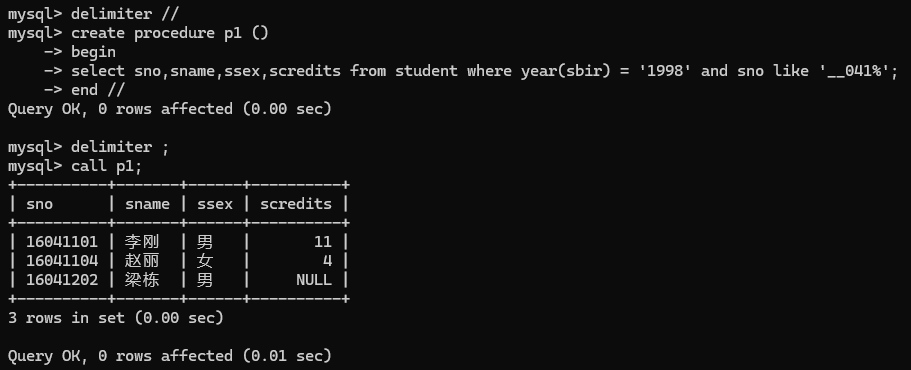 mysql> delimiter //
mysql> create procedure p1 ()
    -> begin
    -> select sno,sname,ssex,scredits from student where year(sbir) = '1998' and sno like '__041%';
    -> end //
Query OK, 0 rows affected (0.00 sec)

mysql> delimiter ;
mysql> call p1;
+----------+-------+------+----------+
| sno      | sname | ssex | scredits |
+----------+-------+------+----------+
| 16041101 | 李刚  | 男   |       11 |
| 16041104 | 赵丽  | 女   |        4 |
| 16041202 | 梁栋  | 男   |     NULL |
+----------+-------+------+----------+
3 rows in set (0.00 sec)

Query OK, 0 rows affected (0.01 sec)